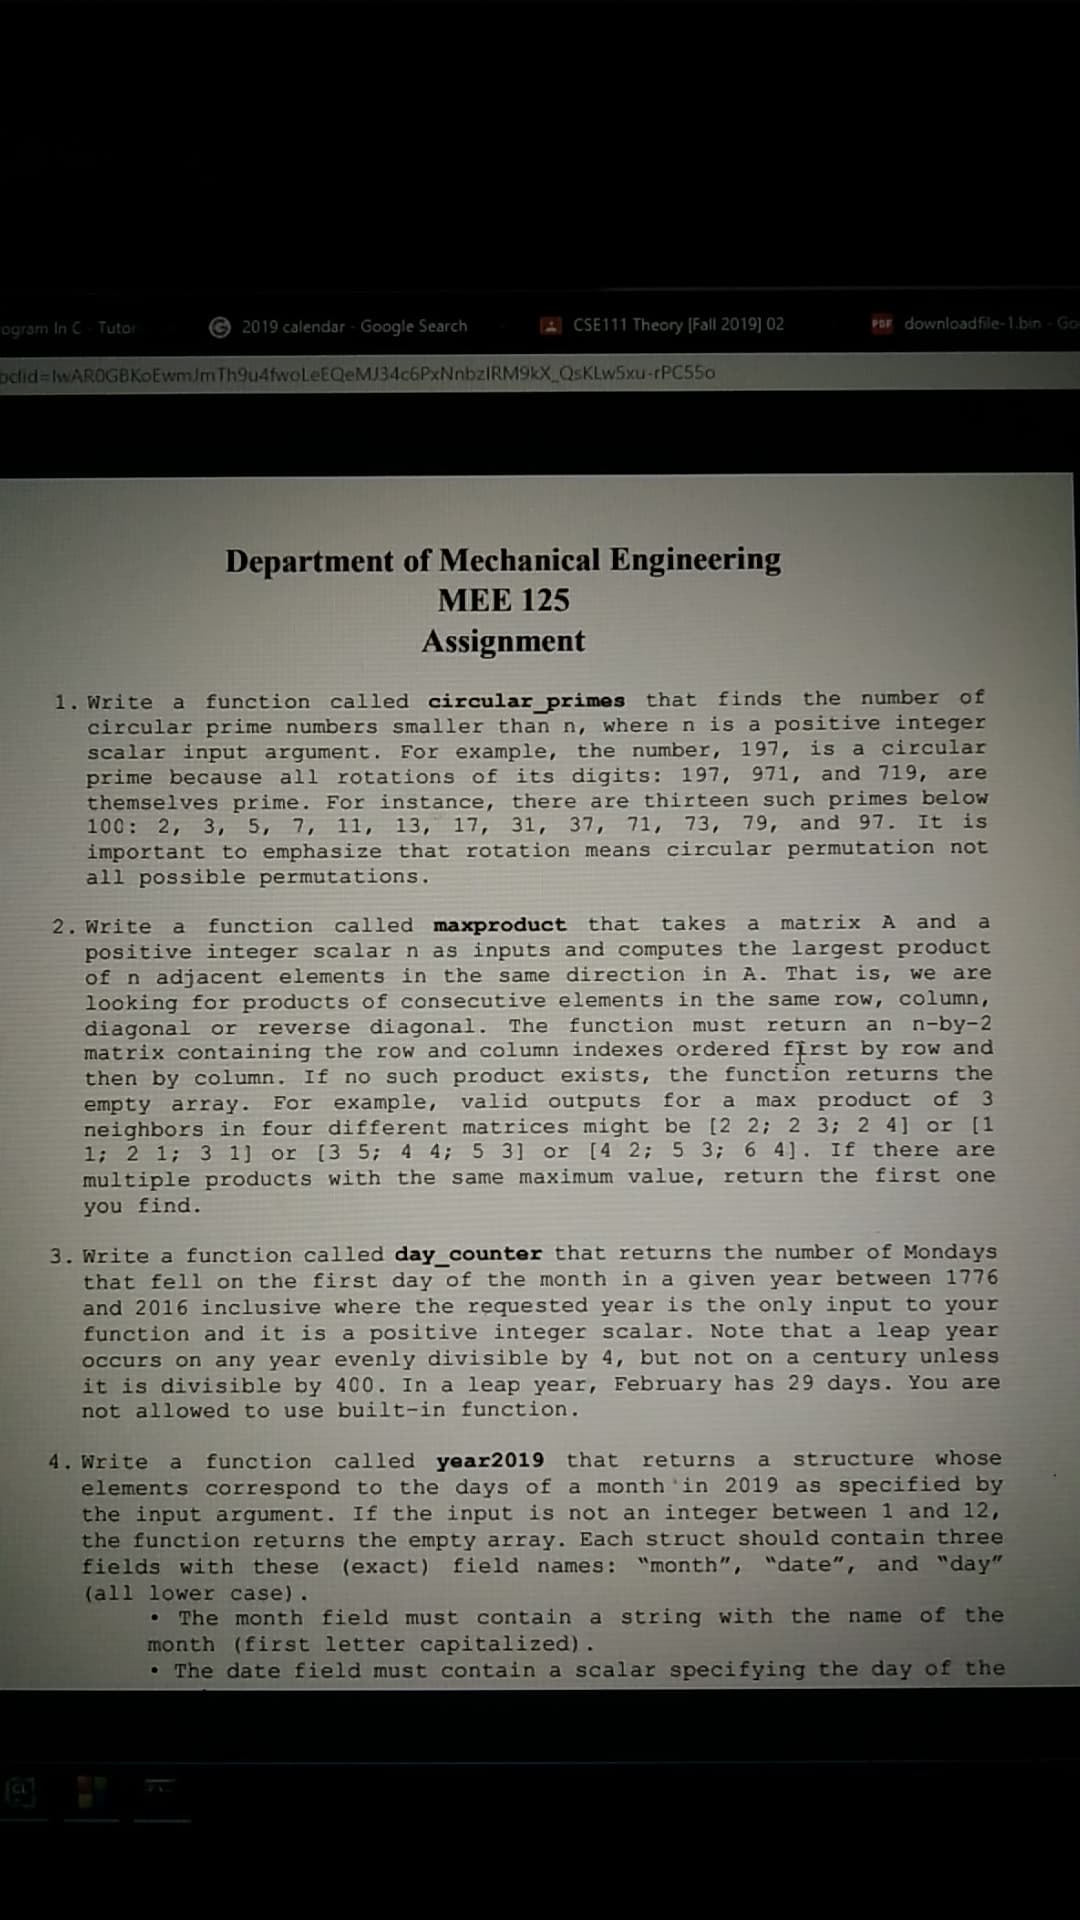 ogram In C - Tutor
2019 calendar - Google Search
CSE111 Theory [Fall 2019] 02
PDF downloadfile-1.bin - Go
Department of Mechanical Engineering
MEE 125
Assignment
1. Write a function called circular_primes that finds the number of
circular prime numbers smaller than n, where n is a positive integer
scalar input argument. For example, the number, 197, is a circular
prime because all rotations of its digits: 197, 971, and 719, are
themselves prime. For instance, there are thirteen such primes below
100: 2, 3, 5, 7, 11, 13, 17, 31, 37, 71, 73, 79, and 97. It is
important to emphasize that rotation means circular permutation not
all possible permutations.
2. Write a function called maxproduct that takes a matrix A and a
positive integer scalar n as inputs and computes the largest product
of n adjacent elements in the same direction in A. That is, we are
looking for products of consecutive elements in the same row, column,
diagonal or reverse diagonal. The function must return an n-by-2
matrix containing the row and column indexes ordered first by row and
then by column. If no such product exists, the function returns the
empty array. For example, valid outputs for a max product of 3
neighbors in four different matrices might be [2 2; 2 3; 2 4] or [1
1; 2 1; 3 1] or [3 5; 4 4; 5 3] or [4 2; 5 3; 6 4]. If there are
multiple products with the same maximum value, return the first one
you find.
3. Write a function called day_counter that returns the number of Mondays
that fell on the first day of the month in a given year between 1776
and 2016 inclusive where the requested year is the only input to your
function and it is a positive integer scalar. Note that a leap year
occurs on any year evenly divisible by 4, but not on a century unless
it is divisible by 400. In a leap year, February has 29 days. You are
not allowed to use built-in function.
4. Write a function called year2019 that returns a structure whose
elements correspond to the days of a month in 2019 as specified by
the input argument. If the input is not an integer between 1 and 12,
the function returns the empty array. Each struct should contain three
fields with these (exact) field names: "month", "date", and "day"
(all lower case).
• The month field must contain a string with the name of the
month (first letter capitalized).
• The date field must contain a scalar specifying the day of the